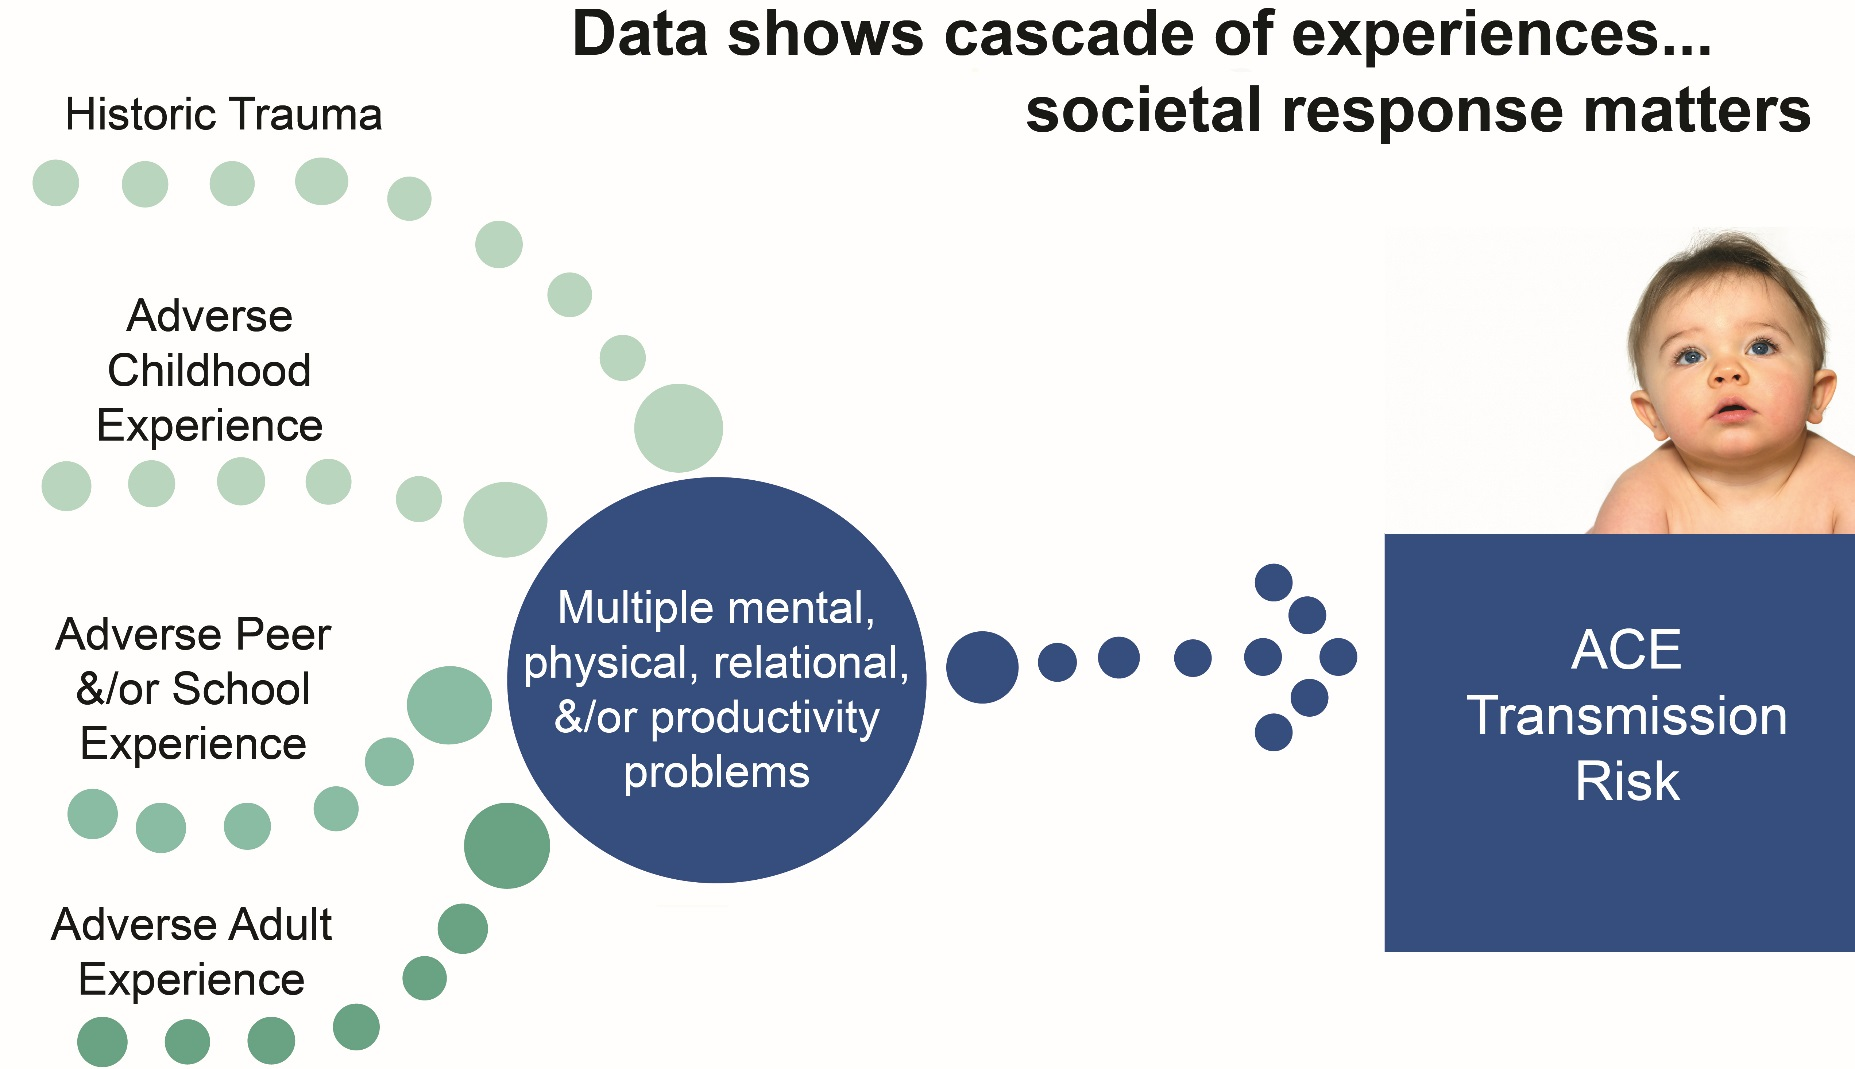 Data shows cascade of experiences...
societal response matters
Historic Trauma
Adverse
Childhood
Experience
Adverse Peer
&/or School
Experience
Adverse Adult
Experience
Multiple mental,
physical, relational,
&/or productivity
problems
ACE
Transmission
Risk